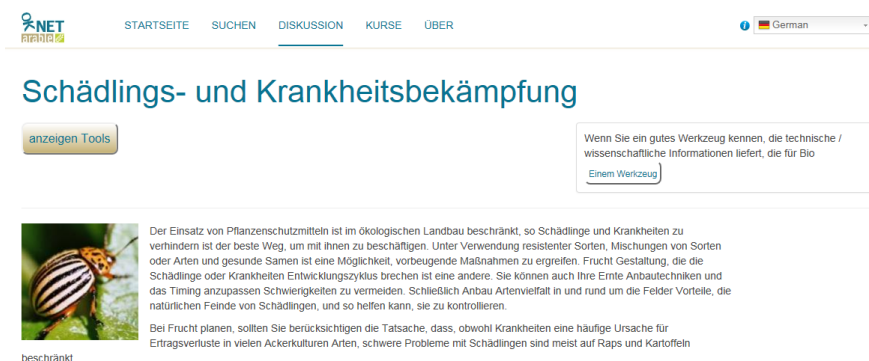 NET
arable
STARTSEITE SUCHEN DISKUSSION KURSE ÜBER
i German
Schädlings- und Krankheitsbekämpfung
anzeigen Tools
Wenn Sie ein gutes Werkzeug kennen, die technische /
wissenschaftliche Informationen liefert, die für Bio
Einem Werkzeug
Der Einsatz von Pflanzenschutzmitteln ist im ökologischen Landbau beschränkt, so Schädlinge und Krankheiten zu
verhindern ist der beste Weg, um mit ihnen zu beschäftigen. Unter Verwendung resistenter Sorten, Mischungen von Sorten
oder Arten und gesunde Samen ist eine Möglichkeit, vorbeugende Maßnahmen zu ergreifen. Frucht Gestaltung, die die
Schädlinge oder Krankheiten Entwicklungszyklus brechen ist eine andere. Sie können auch Ihre Ernte Anbautechniken und
das Timing anzupassen Schwierigkeiten zu vermeiden. Schließlich Anbau Artenvielfalt in und rund um die Felder Vorteile, die
natürlichen Feinde von Schädlingen, und so helfen kann, sie zu kontrollieren.
Bei Frucht planen, sollten Sie berücksichtigen die Tatsache, dass, obwohl Krankheiten eine häufige Ursache für
Ertragsverluste in vielen Ackerkulturen Arten, schwere Probleme mit Schädlingen sind meist auf Raps und Kartoffeln
beschränkt